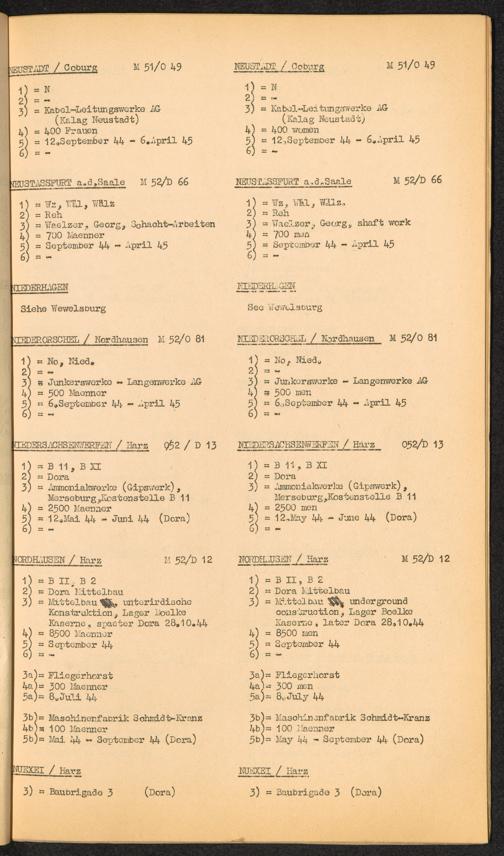 NEUSTADT / Coburg M 51/O 49
1) = N
2) = -
3) = Kabel-Leitungswerke AG
(Kalag Neustadt)
4) = 400 Frauen
5) = 12.September 44 - 6.April 45
6) = -
NEUSTASSFURT a.d.Saale M 52/D 66
1) = Wz, Wäl, Wälz
2) = Reh
3) = Waelzer, Georg, Schacht-Arbeiten
4) = 700 Maenner
5) = September 44 - April 45
6) = -
NIEDERHAGEN
Siehe Wewelsburg
NIEDERORSCHEL / Nordhausen M 52/O 81
1) = No, Nied.
2) = -
3) = Junkerswerke - Langenwerke AG
4) = 500 Maenner
5) = 6.September 44 - April 45
6) = -
NIEDERSACHSENWERFEN / Harz O52 / D 13
1) = B 11, B XI
2) = Dora
3) = Ammoniakwerke (Gipswerk),
Merseburg,Kostenstelle B 11
4) = 2500 Maenner
5) = 12.Mai 44 - Juni 44 (Dora)
6) = -
NORDHAUSEN / Harz M 52/D 12
1) = B II, B 2
2) = Dora Mittelbau
3) = Mittelbau , unterirdische
Konstruktion, Lager Boelke
Kaserne, spaeter Dora 28.10.44
4) = 8500 Maenner
5) = September 44
6) = -
3a)= Fliegerhorst
4a)= 300 Maenner
5a)= 8.Juli 44
3b)= Maschinenfabrik Schmidt-Kranz
4b)= 100 Maenner
5b)= Mai 44 - September 44 (Dora)
NUEXEI / Harz
3) = Baubrigade 3 (Dora)
NEUSTADT / Coburg M 51/O 49
1) = N
2) = -
3) = Kabel-Leitungswerke AG
(Kalag Neustadt)
4) = 400 women
5) = 12.September 44 - 6.April 45
6) = -
NEUSTASSFURT a.d.Saale M 52/D 66
1) = Wz, Wäl, Wälz.
2) = Reh
3) = Waelzer, Georg, shaft work
4) = 700 men
5) = September 44 - April 45
6) = -
NIEDERHAGEN
See Wewelsburg
NIEDERORSCHEL / Nordhausen M 52/O 81
1) = No, Nied.
2) = -
3) = Junkerswerke - Langenwerke AG
4) = 500 men
5) = 6.September 44 - April 45
6) = -
NIEDERSACHSENWERFEN / Harz O52/D 13
1) = B 11, B XI
2) = Dora
3) = Ammoniakwerke (Gipswerk),
Merseburg,Kostenstelle B 11
4) = 2500 men
5) = 12.May 44 - June 44 (Dora)
6) = -
NORDHAUSEN / Harz M 52/D 12
1) = B II, B 2
2) = Dora Mittelbau
3) = Mittelbau , underground
construction, Lager Boelke
Kaserne, later Dora 28.10.44
4) = 8500 men
5) = September 44
6) = -
3a)= Fliegerhorst
4a)= 300 men
5a)= 8.July 44
3b)= Maschinenfabrik Schmidt-Kranz
4b)= 100 Maenner
5b)= May 44 - September 44 (Dora)
NUEXEI / Harz
3) = Baubrigade 3 (Dora)